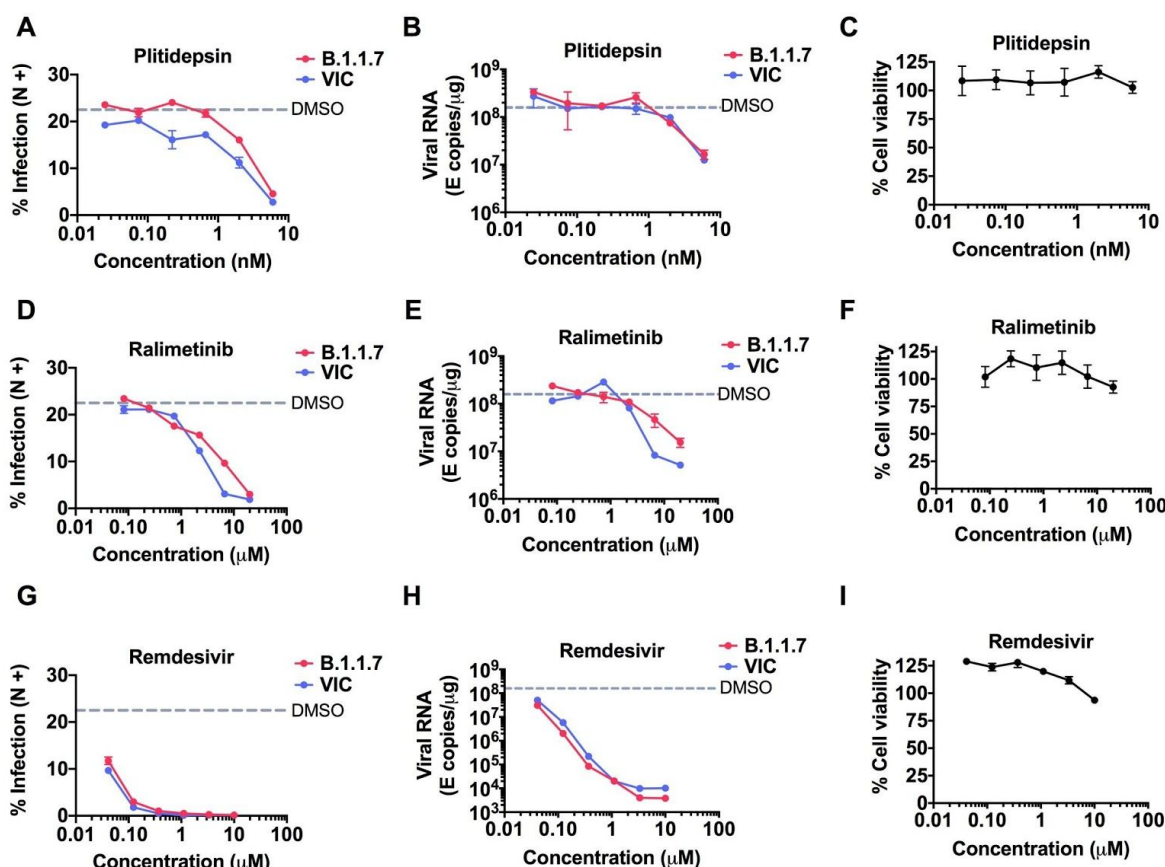 A
Plitidepsin
B.1.1.7
VIC
DMSO
% Infection (N +)
30
20
10
0
0.01 0.10 1 10
Concentration (nM)
B
Plitidepsin
B.1.1.7
VIC
DMSO
Viral RNA
(E copies/μg)
10⁹
10⁸
10⁷
10⁶
0.01 0.10 1 10
Concentration (nM)
C
Plitidepsin
% Cell viability
125
100
75
50
25
0
0.01 0.10 1 10
Concentration (nM)
D
Ralimetinib
B.1.1.7
VIC
DMSO
% Infection (N +)
30
20
10
0
0.01 0.10 1 10 100
Concentration (μM)
E
Ralimetinib
B.1.1.7
VIC
DMSO
Viral RNA
(E copies/μg)
10⁹
10⁸
10⁷
10⁶
0.01 0.10 1 10 100
Concentration (μM)
F
Ralimetinib
% Cell viability
125
100
75
50
25
0
0.01 0.10 1 10 100
Concentration (μM)
G
Remdesivir
B.1.1.7
VIC
DMSO
% Infection (N +)
30
20
10
0
0.01 0.10 1 10 100
Concentration (μM)
H
Remdesivir
B.1.1.7
VIC
DMSO
Viral RNA
(E copies/μg)
10⁹
10⁸
10⁷
10⁶
10⁵
10⁴
10³
0.01 0.10 1 10 100
Concentration (μM)
I
Remdesivir
% Cell viability
125
100
75
50
25
0
0.01 0.10 1 10 100
Concentration (μM)